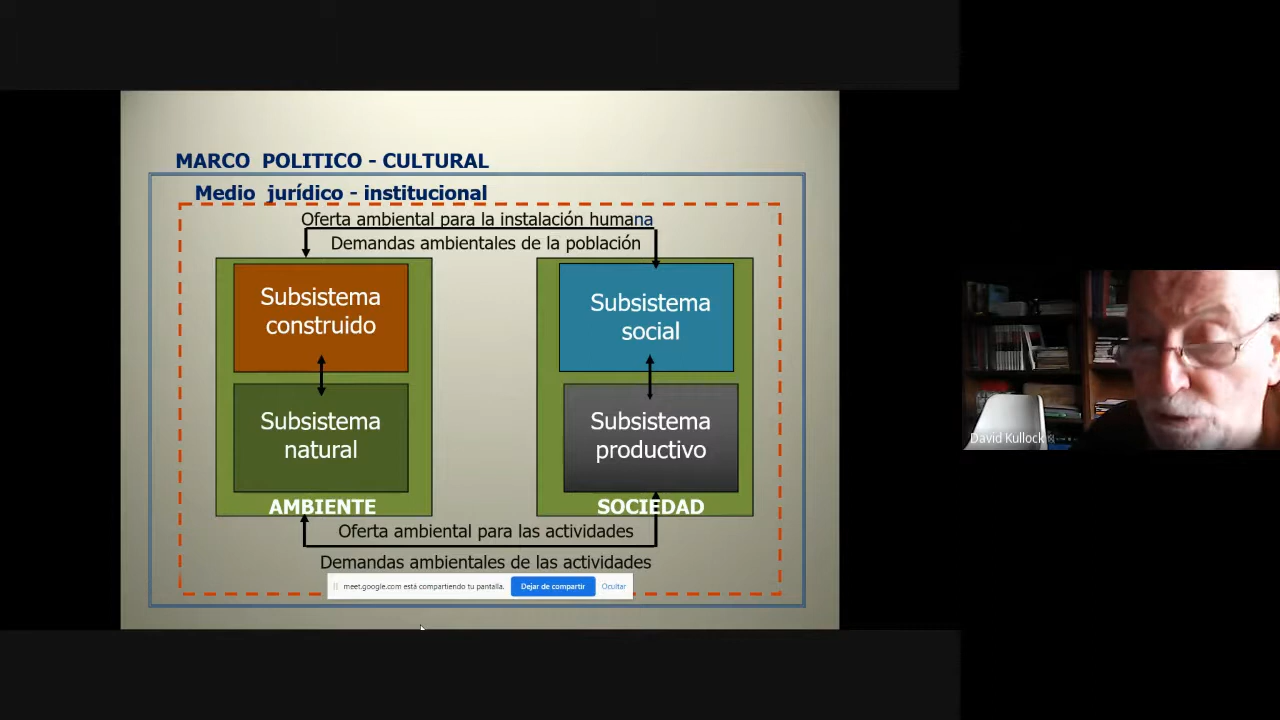 MARCO POLITICO - CULTURAL
Medio jurídico - institucional
Oferta ambiental para la instalación humana
Demandas ambientales de la población
Subsistema
construido
Subsistema
social
Subsistema
natural
Subsistema
productivo
AMBIENTE
SOCIEDAD
Oferta ambiental para las actividades
Demandas ambientales de las actividades
meet.google.com está compartiendo tu pantalla.
Dejar de compartir
Ocultar
David Kullock